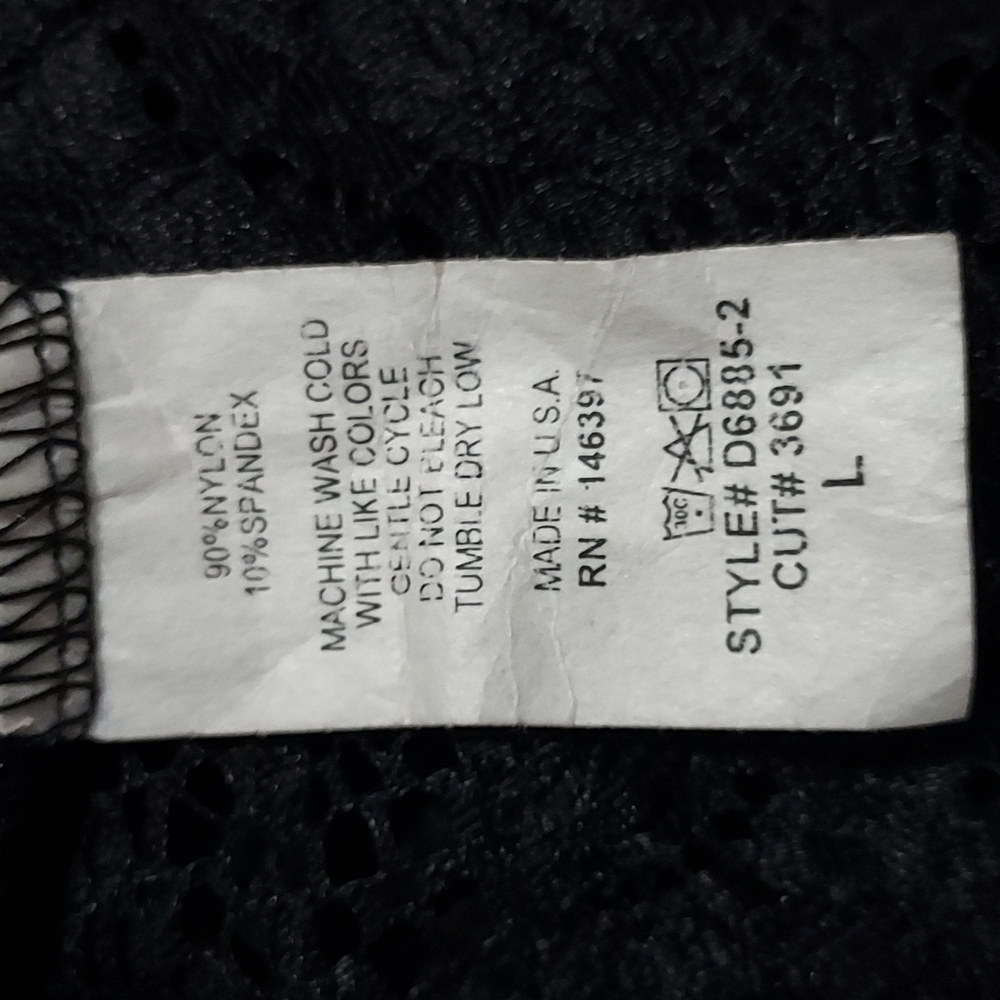 90%NYLON
10%SPANDEX
MACHINE WASH COLD
WITH LIKE COLORS
GENTLE CYCLE
DO NOT BLEACH
TUMBLE DRY LOW
MADE IN U.S.A.
RN # 146397
30C
STYLE# D6885-2
CUT# 3691
L